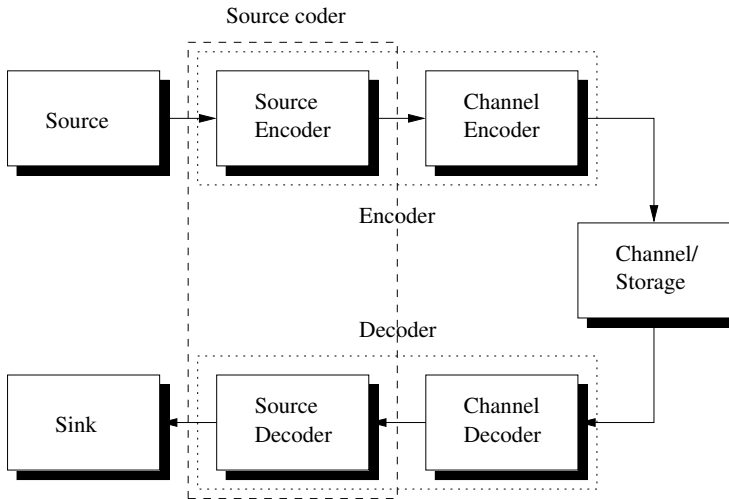 Source coder
Source
Source
Encoder
Channel
Encoder
Encoder
Channel/
Storage
Decoder
Sink
Source
Decoder
Channel
Decoder